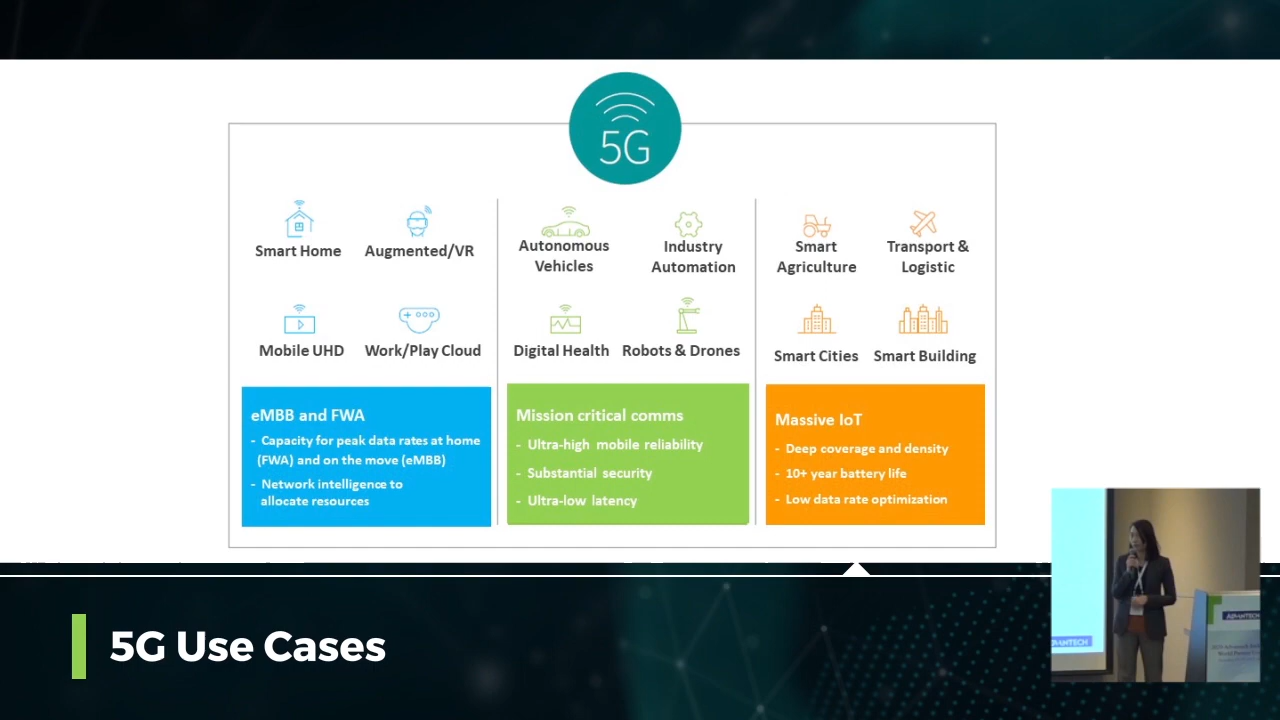 5G
Smart Home
Augmented/VR
Mobile UHD
Work/Play Cloud
eMBB and FWA
- Capacity for peak data rates at home
(FWA) and on the move (eMBB)
- Network intelligence to
allocate resources
Autonomous
Vehicles
Industry
Automation
Digital Health
Robots & Drones
Mission critical comms
- Ultra-high mobile reliability
- Substantial security
- Ultra-low latency
Smart
Agriculture
Transport &
Logistic
Smart Cities
Smart Building
Massive IoT
- Deep coverage and density
- 10+ year battery life
- Low data rate optimization
5G Use Cases
ADVANTECH